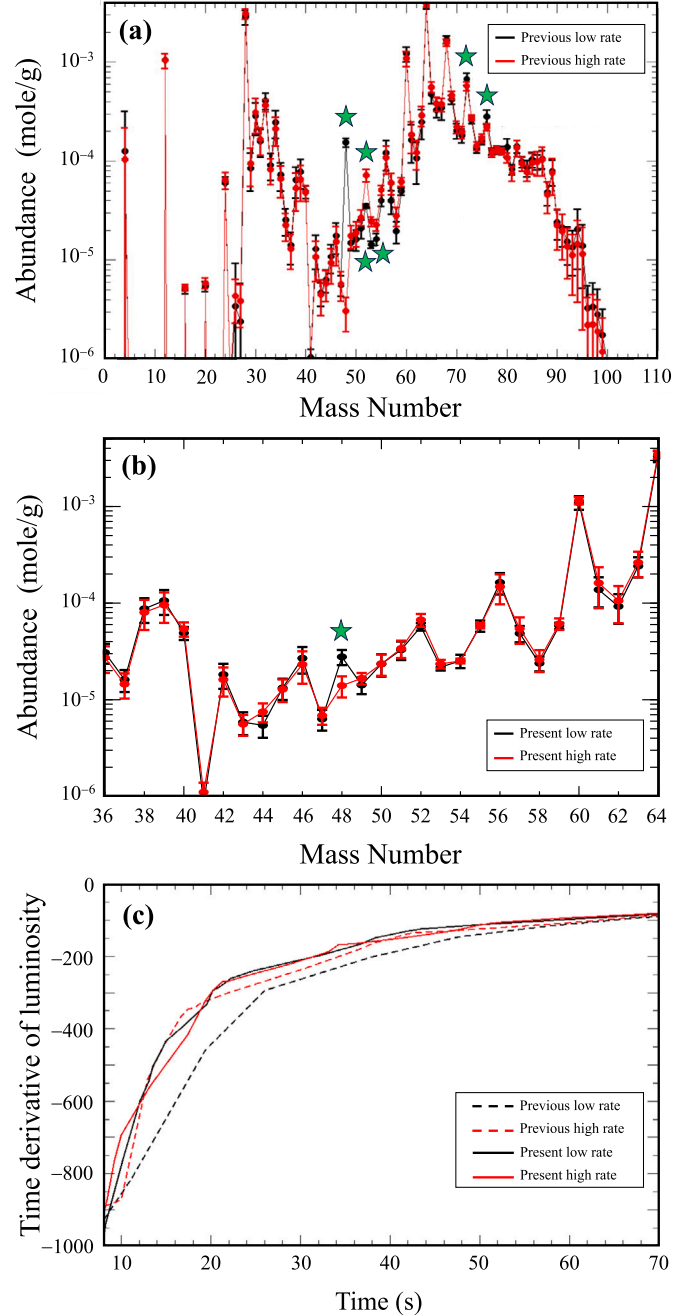 (a)
Previous low rate
Previous high rate
Abundance (mole/g)
10⁻³
10⁻⁴
10⁻⁵
10⁻⁶
0 10 20 30 40 50 60 70 80 90 100 110
Mass Number
(b)
Abundance (mole/g)
10⁻³
10⁻⁴
10⁻⁵
10⁻⁶
Present low rate
Present high rate
36 38 40 42 44 46 48 50 52 54 56 58 60 62 64
Mass Number
(c)
Time derivative of luminosity
0
−200
−400
−600
−800
−1000
Previous low rate
Previous high rate
Present low rate
Present high rate
10 20 30 40 50 60 70
Time (s)